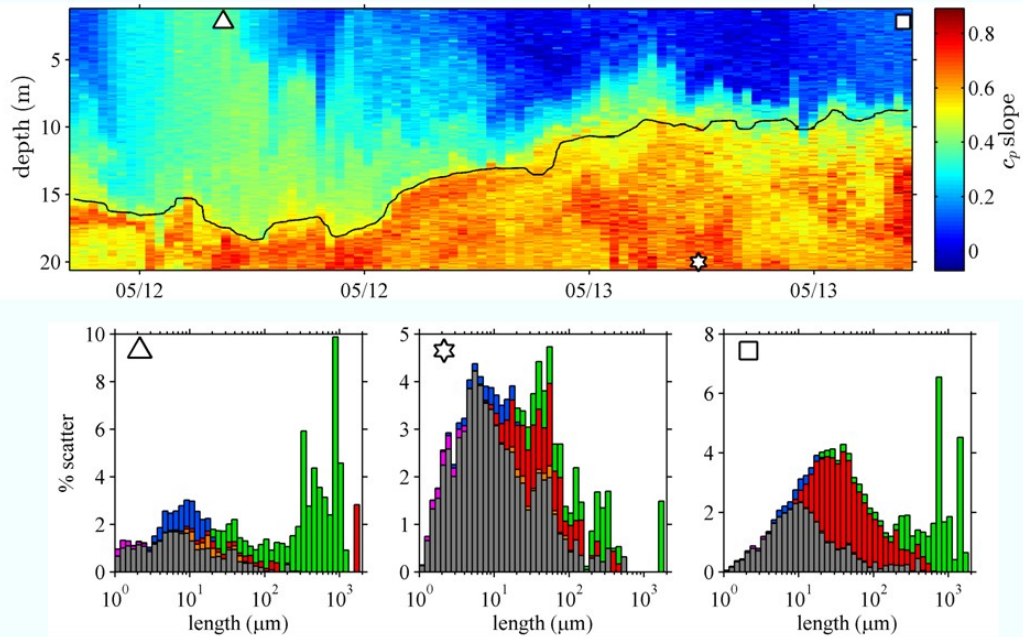 5
10
15
20
depth (m)
05/12 05/12 05/13 05/13
0.8
0.6
0.4
0.2
0
c_p slope
10
8
6
4
2
0
% scatter
10^0 10^1 10^2 10^3
length (μm)
5
4
3
2
1
0
10^0 10^1 10^2 10^3
length (μm)
8
6
4
2
0
10^0 10^1 10^2 10^3
length (μm)